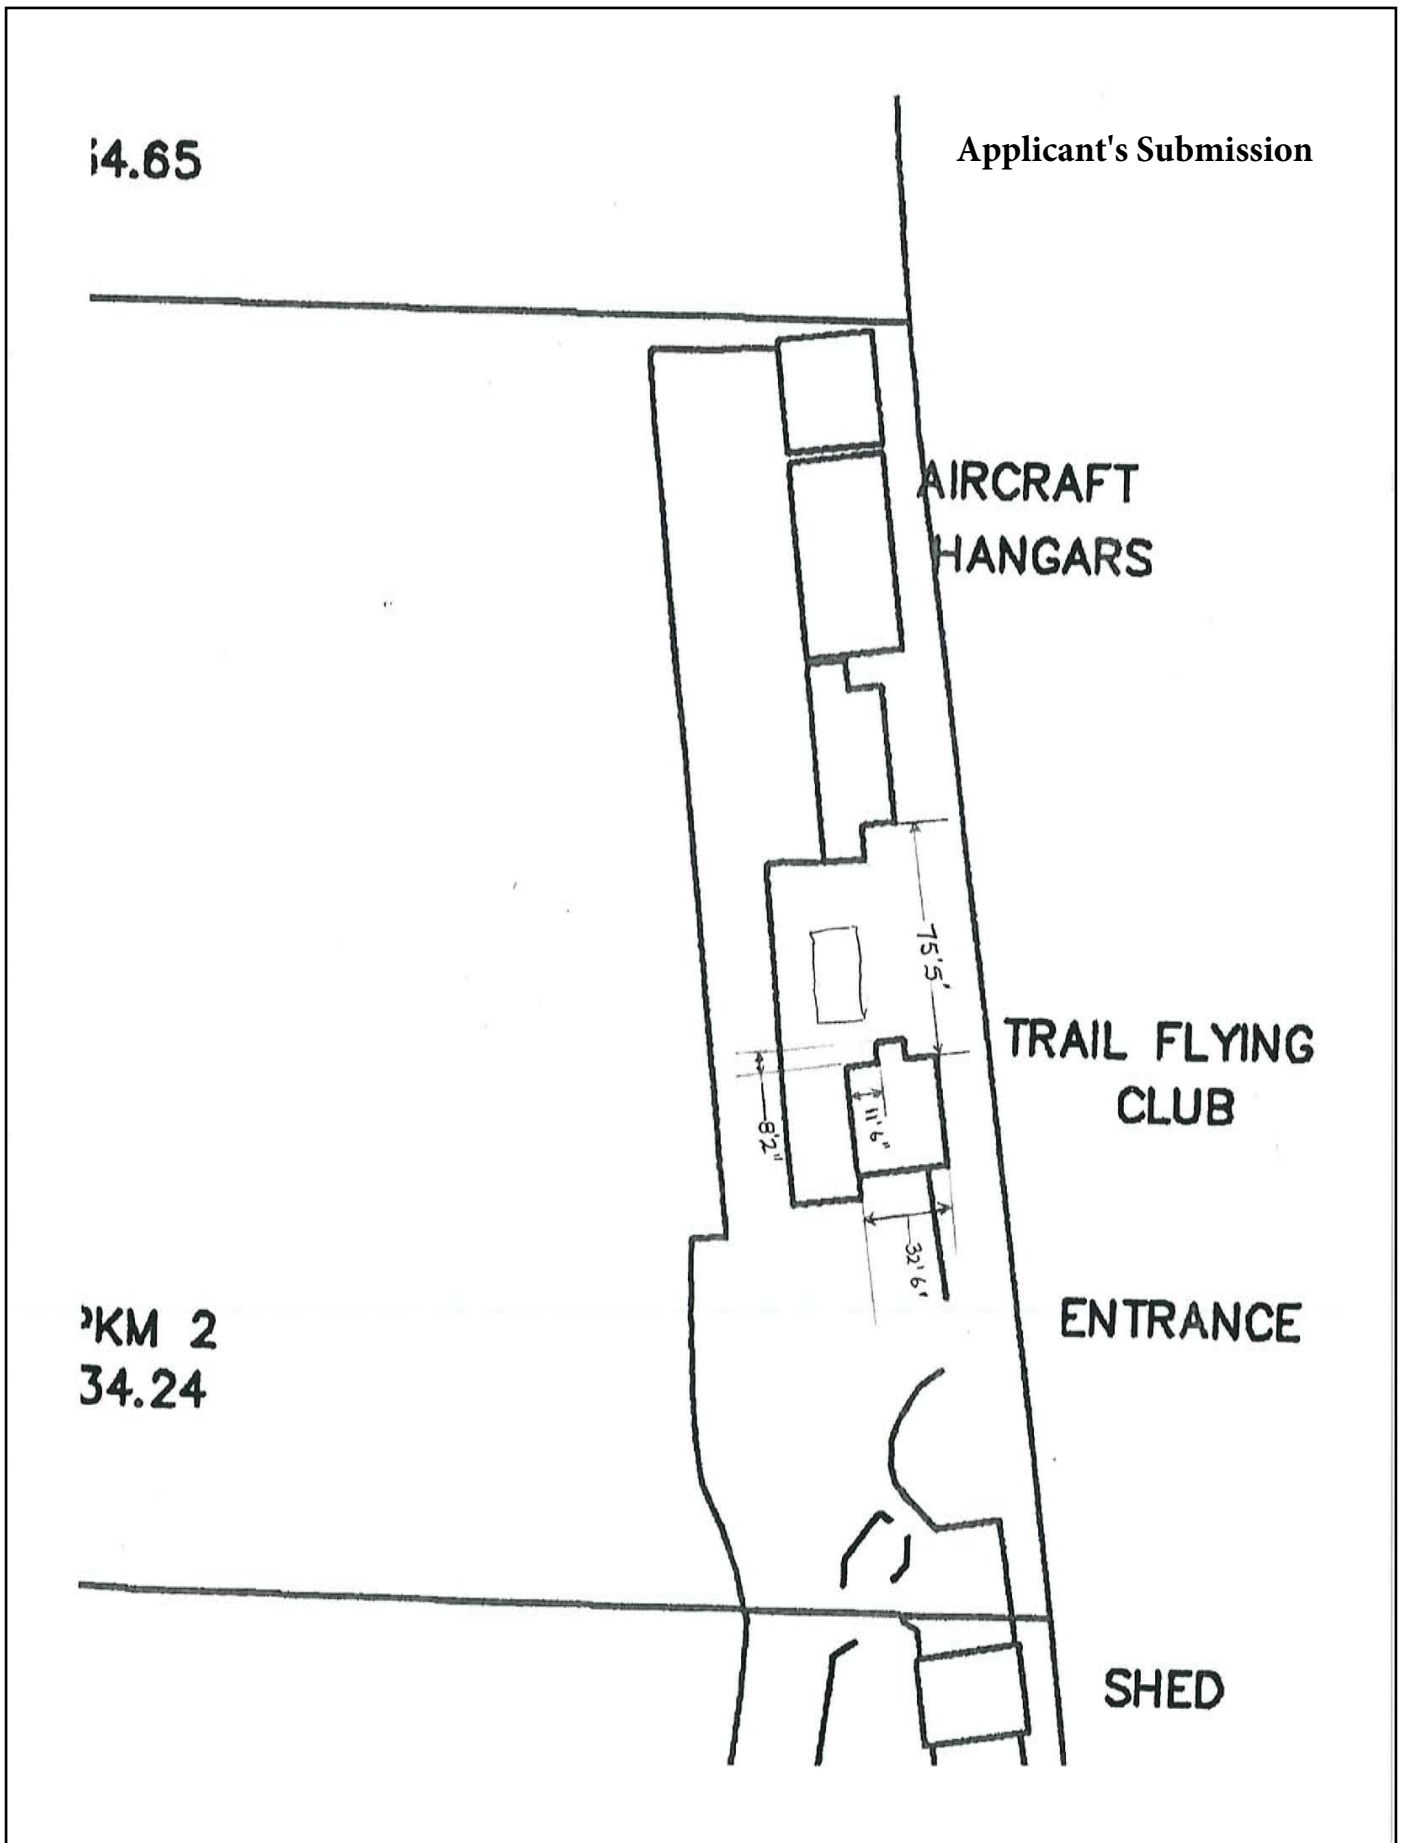 Applicant's Submission
4.65
AIRCRAFT
HANGARS
75'5'
TRAIL FLYING
CLUB
11'6"
8'2"
32'6'
ENTRANCE
KM 2
34.24
SHED